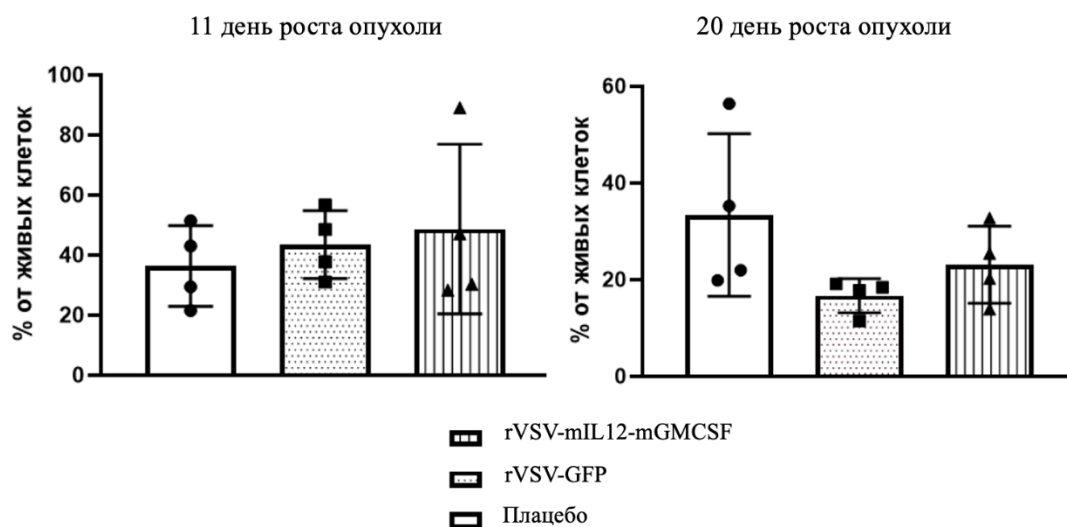 11 день роста опухоли
20 день роста опухоли
% от живых клеток
100
80
60
40
20
0
% от живых клеток
60
40
20
0
rVSV-mIL12-mGMCSF
rVSV-GFP
Плацебо